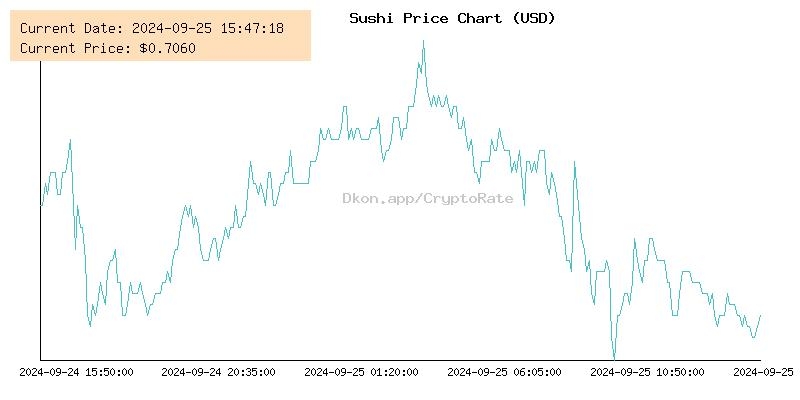 Sushi Price Chart (USD)
Current Date: 2024-09-25 15:47:18
Current Price: $0.7060
Dkon.app/CryptoRate
2024-09-24 15:50:00 2024-09-24 20:35:00 2024-09-25 01:20:00 2024-09-25 06:05:00 2024-09-25 10:50:00 2024-09-25